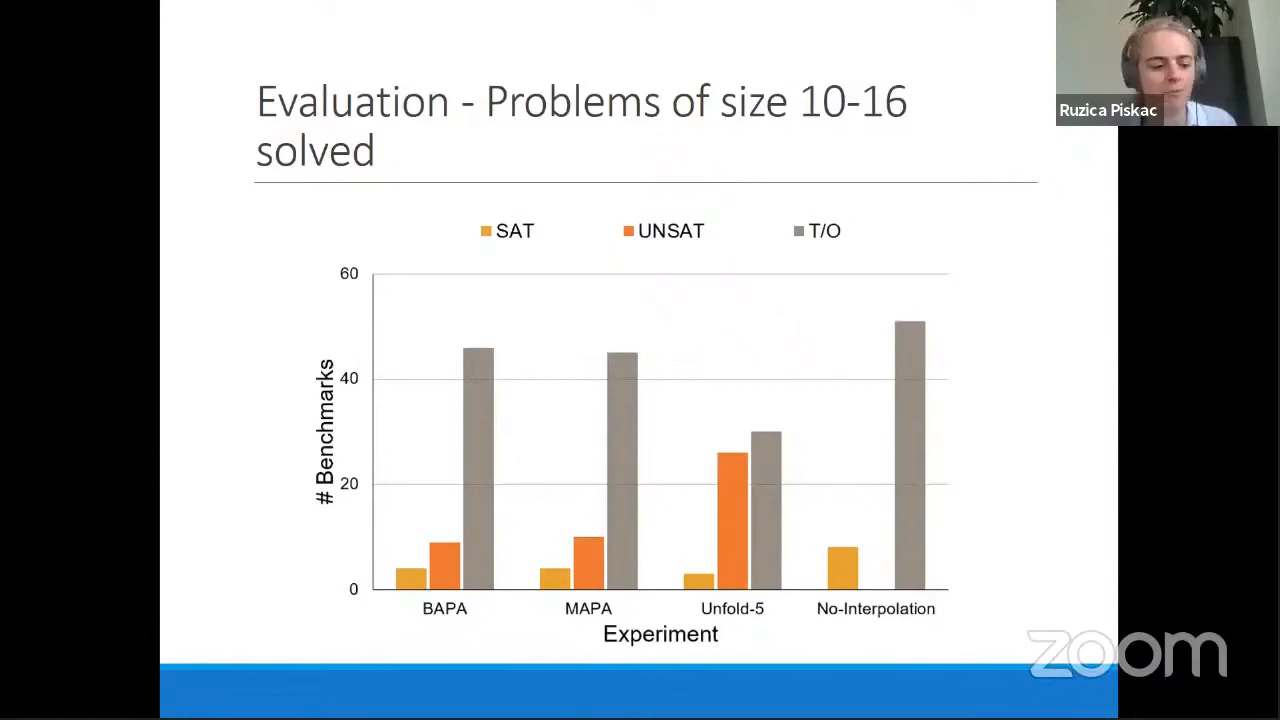 Evaluation - Problems of size 10-16
solved
Ruzica Piskac
SAT UNSAT T/O
60
40
20
0
# Benchmarks
BAPA MAPA Unfold-5 No-Interpolation
Experiment
zoom